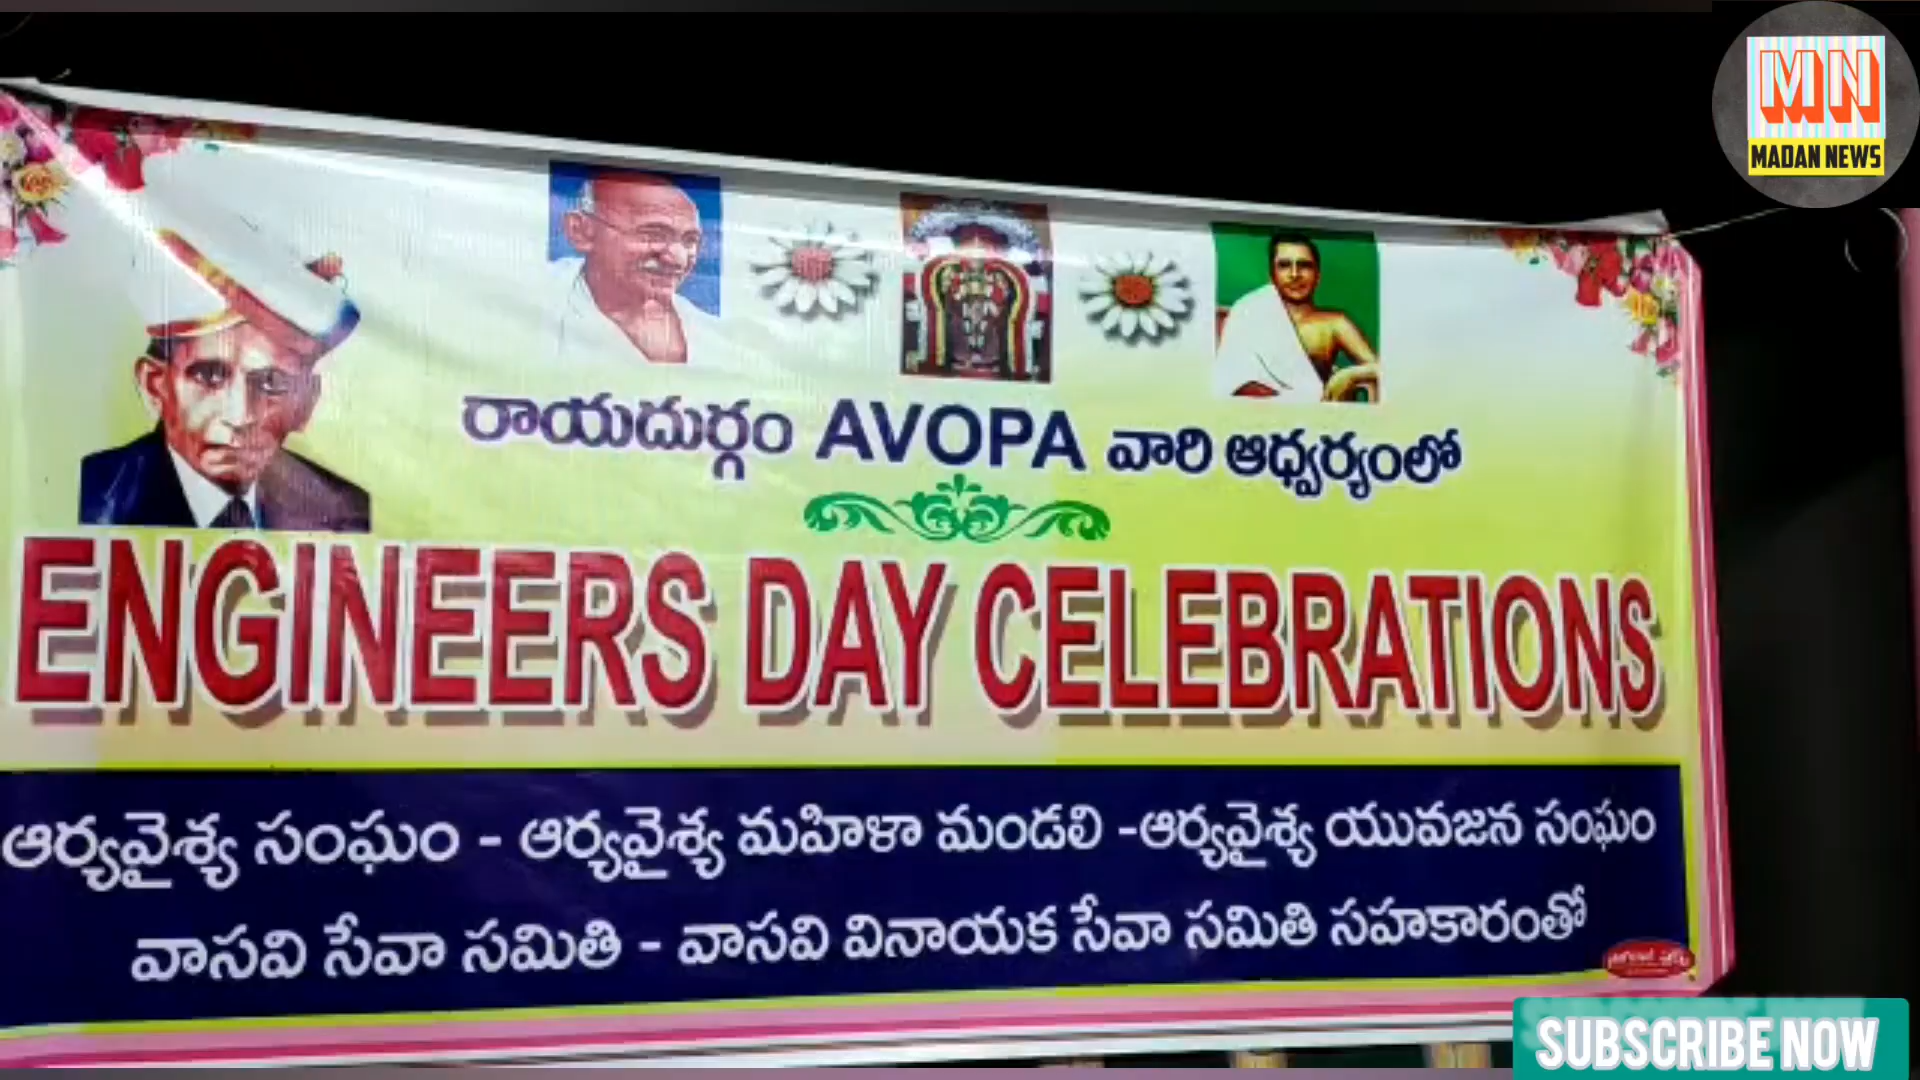 MN
MADAN NEWS
రాయదుర్గం AVOPA వారి ఆధ్వర్యంలో
ENGINEERS DAY CELEBRATIONS
ఆర్యవైశ్య సంఘం - ఆర్యవైశ్య మహిళా మండలి -ఆర్యవైశ్య యువజన సంఘం
వాసవి సేవా సమితి - వాసవి వినాయక సేవా సమితి సహకారంతో
SUBSCRIBE NOW